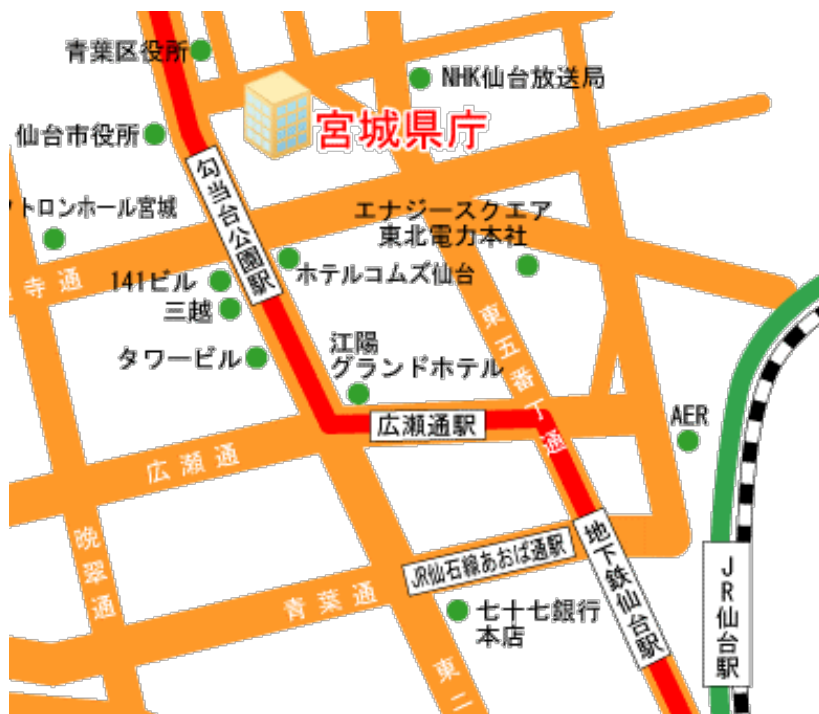 青葉区役所
NHK仙台放送局
仙台市役所
宮城県庁
トロンホール宮城
勾当台公園駅
エナジースクエア
東北電力本社
寺通
141ビル
ホテルコムズ仙台
三越
東五番丁通
タワービル
江陽
グランドホテル
広瀬通駅
AER
広瀬通
晩翠通
JR仙石線あおば通駅
地下鉄仙台駅
JR仙台駅
青葉通
七十七銀行
本店
東二